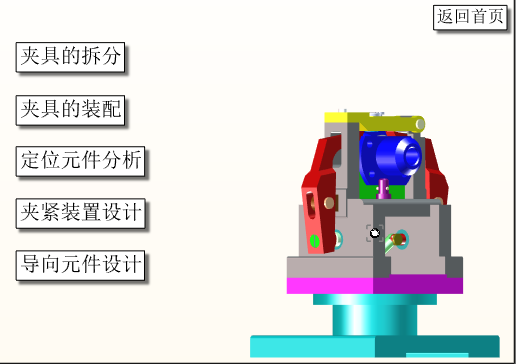 返回首页
夹具的拆分
夹具的装配
定位元件分析
夹紧装置设计
导向元件设计